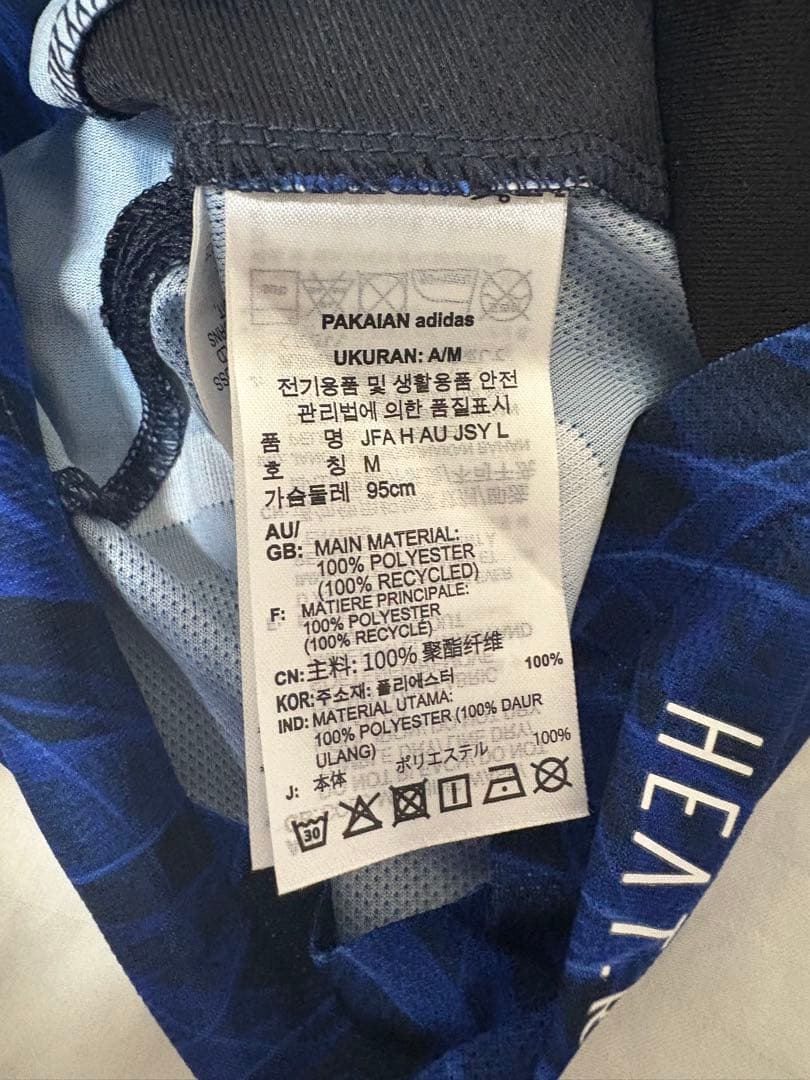 PAKAIAN adidas
UKURAN: A/M
전기용품 및 생활용품 안전
관리법에 의한 품질표시
품 명 JFA H AU JSY L
호 칭 M
가슴둘레 95cm
AU/
GB: MAIN MATERIAL:
100% POLYESTER
(100% RECYCLED)
F: MATIERE PRINCIPALE:
100% POLYESTER
(100% RECYCLÉ)
CN: 主料: 100% 聚酯纤维
KOR: 주소재: 폴리에스터 100%
IND: MATERIAL UTAMA:
100% POLYESTER (100% DAUR
ULANG)
J: 本体 ポリエステル 100%
30
HEAT.